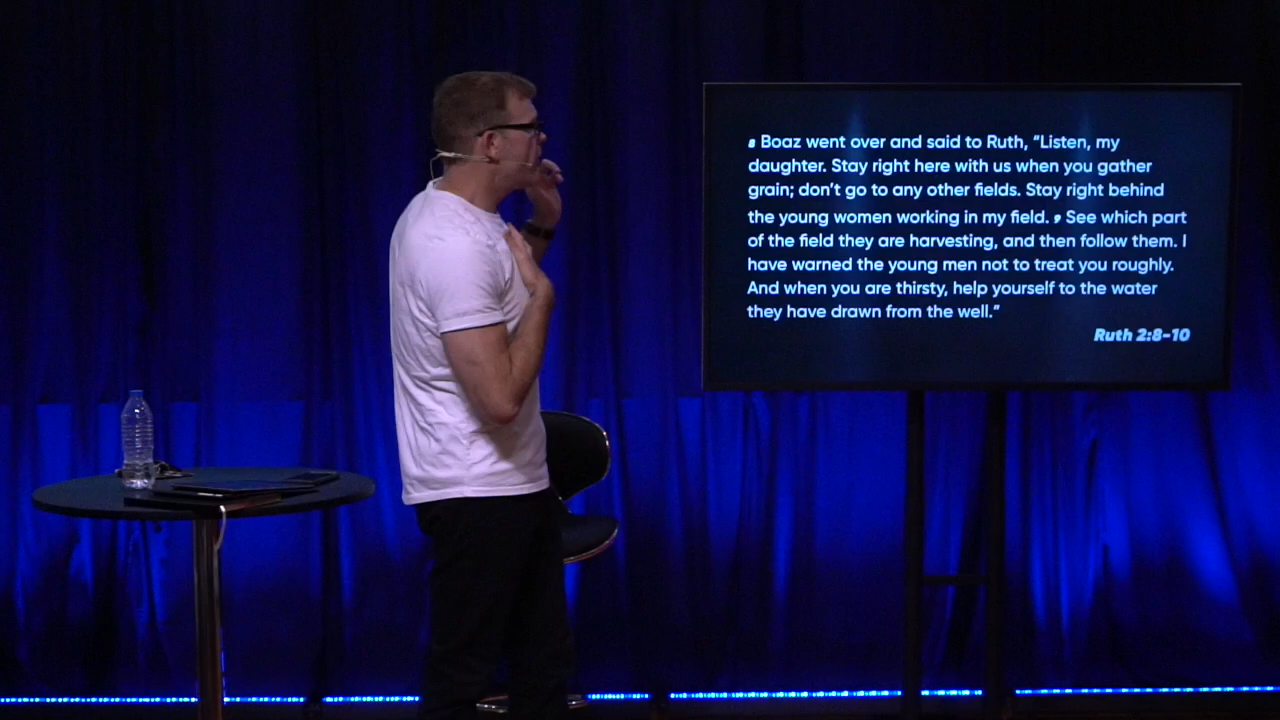 8 Boaz went over and said to Ruth, “Listen, my
daughter. Stay right here with us when you gather
grain; don’t go to any other fields. Stay right behind
the young women working in my field. 9 See which part
of the field they are harvesting, and then follow them. I
have warned the young men not to treat you roughly.
And when you are thirsty, help yourself to the water
they have drawn from the well.”
Ruth 2:8-10